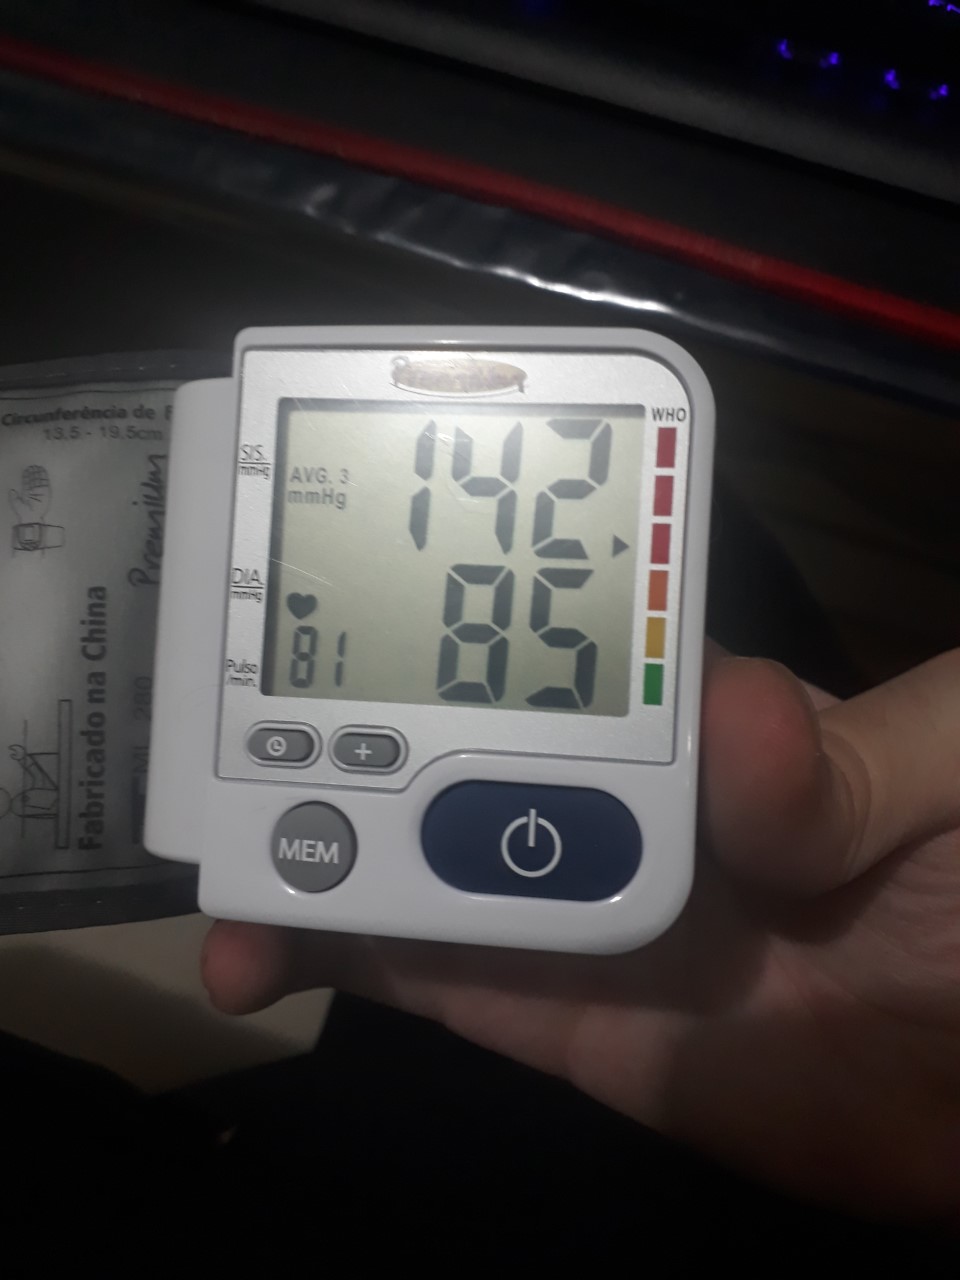 Circunferência de
13,5 - 19,5cm
Premium
Fabricado na China
WHO
SIS.
mmHg
AVG. 3
mmHg
142
DIA.
mmHg
85
Pulso
/min.
81
+
MEM